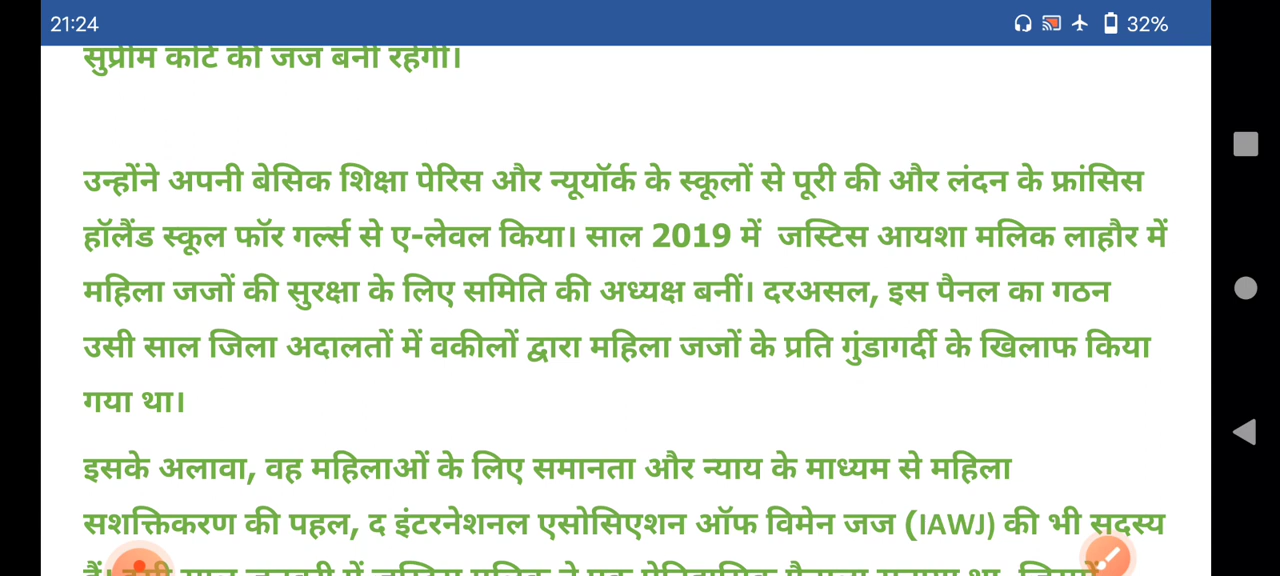 21:24 32%
सुप्रीम कोर्ट की जज बनी रहेंगी।
उन्होंने अपनी बेसिक शिक्षा पेरिस और न्यूयॉर्क के स्कूलों से पूरी की और लंदन के फ्रांसिस
हॉलैंड स्कूल फॉर गर्ल्स से ए-लेवल किया। साल 2019 में जस्टिस आयशा मलिक लाहौर में
महिला जजों की सुरक्षा के लिए समिति की अध्यक्ष बनीं। दरअसल, इस पैनल का गठन
उसी साल जिला अदालतों में वकीलों द्वारा महिला जजों के प्रति गुंडागर्दी के खिलाफ किया
गया था।
इसके अलावा, वह महिलाओं के लिए समानता और न्याय के माध्यम से महिला
सशक्तिकरण की पहल, द इंटरनेशनल एसोसिएशन ऑफ विमेन जज (IAWJ) की भी सदस्य